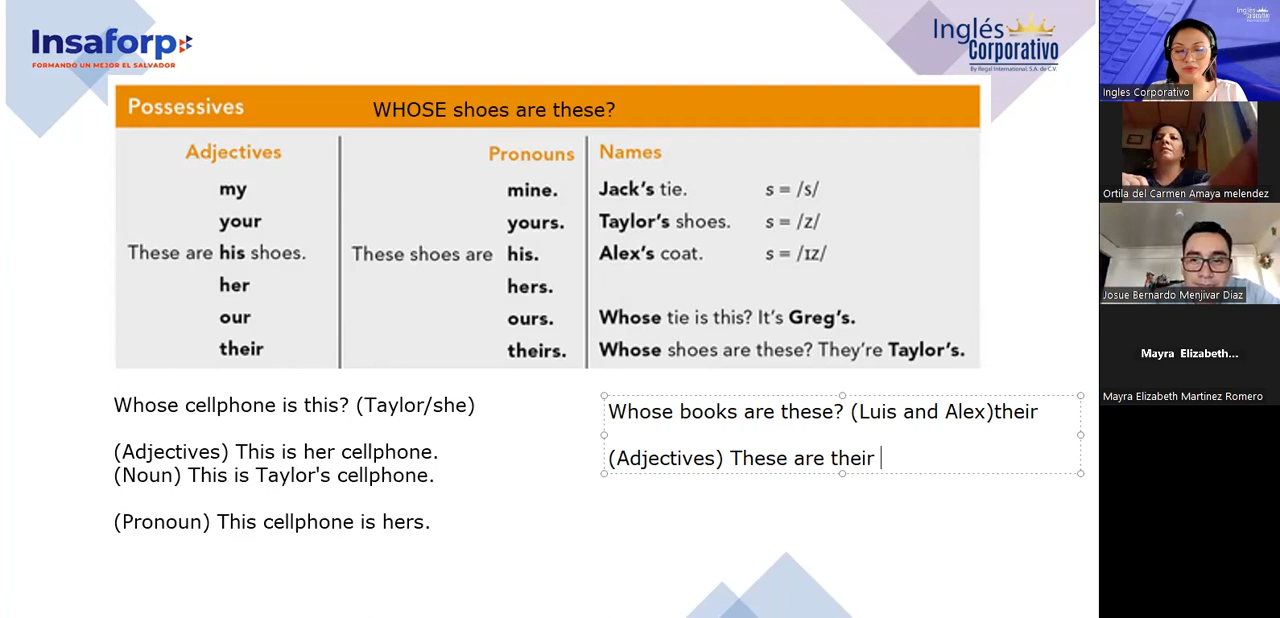 Insaforp
FORMANDO UN MEJOR EL SALVADOR
Inglés
Corporativo
By Regal International, S.A. de C.V.
Possessives
WHOSE shoes are these?
Adjectives
my
your
These are his shoes.
her
our
their
Pronouns
mine.
yours.
These shoes are his.
hers.
ours.
theirs.
Names
Jack's tie. s = /s/
Taylor's shoes. s = /z/
Alex's coat. s = /ɪz/
Whose tie is this? It's Greg's.
Whose shoes are these? They're Taylor's.
Whose cellphone is this? (Taylor/she)
(Adjectives) This is her cellphone.
(Noun) This is Taylor's cellphone.
(Pronoun) This cellphone is hers.
Whose books are these? (Luis and Alex)their
(Adjectives) These are their
Inglés
Ingles Corporativo
Ortila del Carmen Amaya melendez
Josue Bernardo Menjivar Diaz
Mayra Elizabeth...
Mayra Elizabeth Martinez Romero